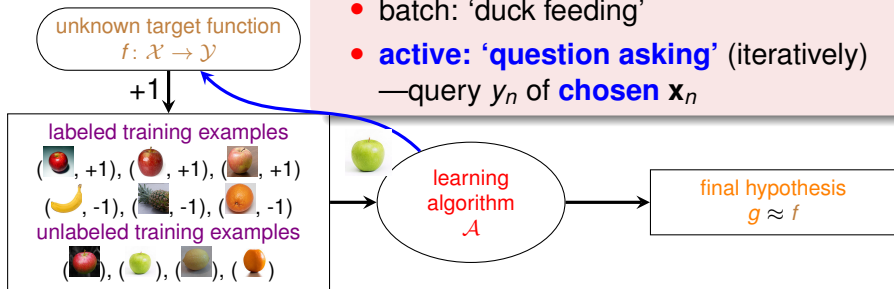 • batch: ‘duck feeding’
• active: ‘question asking’ (iteratively)
—query yₙ of chosen xₙ
unknown target function
f: 𝒳 → 𝒴
+1
labeled training examples
( , +1), ( , +1), ( , +1)
( , -1), ( , -1), ( , -1)
unlabeled training examples
( ), ( ), ( ), ( )
learning
algorithm
𝒜
final hypothesis
g ≈ f